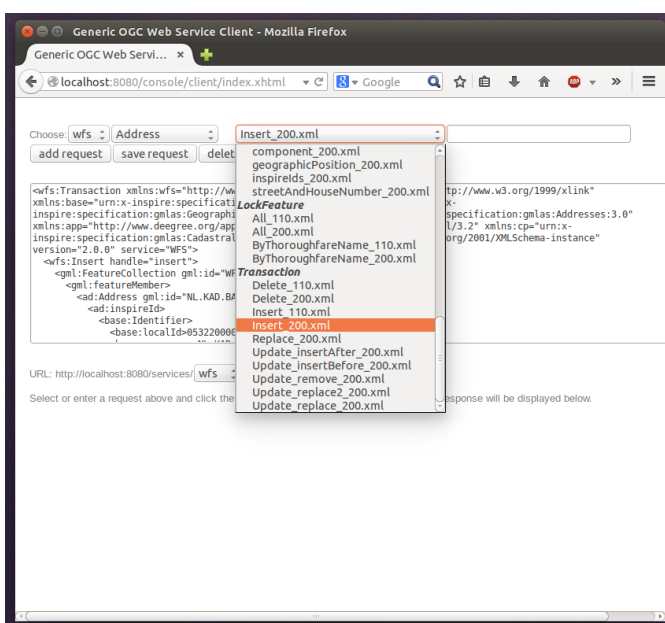 Generic OGC Web Service Client - Mozilla Firefox
Generic OGC Web Servi...
localhost:8080/console/client/index.xhtml
Google
Choose: wfs Address Insert_200.xml
add request save request delet
component_200.xml
geographicPosition_200.xml
inspireIds_200.xml
streetAndHouseNumber_200.xml
LockFeature
All_110.xml
All_200.xml
ByThoroughfareName_110.xml
ByThoroughfareName_200.xml
Transaction
Delete_110.xml
Delete_200.xml
Insert_110.xml
Insert_200.xml
Replace_200.xml
Update_insertAfter_200.xml
Update_insertBefore_200.xml
Update_remove_200.xml
Update_replace2_200.xml
Update_replace_200.xml
<wfs:Transaction xmlns:wfs="http://ww tp://www.w3.org/1999/xlink"
xmlns:base="urn:x-inspire:specificati x-
inspire:specification:gmlas:Geographi specification:gmlas:Addresses:3.0"
xmlns:app="http://www.deegree.org/app l/3.2" xmlns:cp="urn:x-
inspire:specification:gmlas:Cadastral org/2001/XMLSchema-instance"
version="2.0.0" service="WFS">
<wfs:Insert handle="insert">
<gml:FeatureCollection gml:id="WF
<gml:featureMember>
<ad:Address gml:id="NL.KAD.BA
<ad:inspireId>
<base:Identifier>
<base:localId>053220000
URL: http://localhost:8080/services/ wfs
Select or enter a request above and click the esponse will be displayed below.